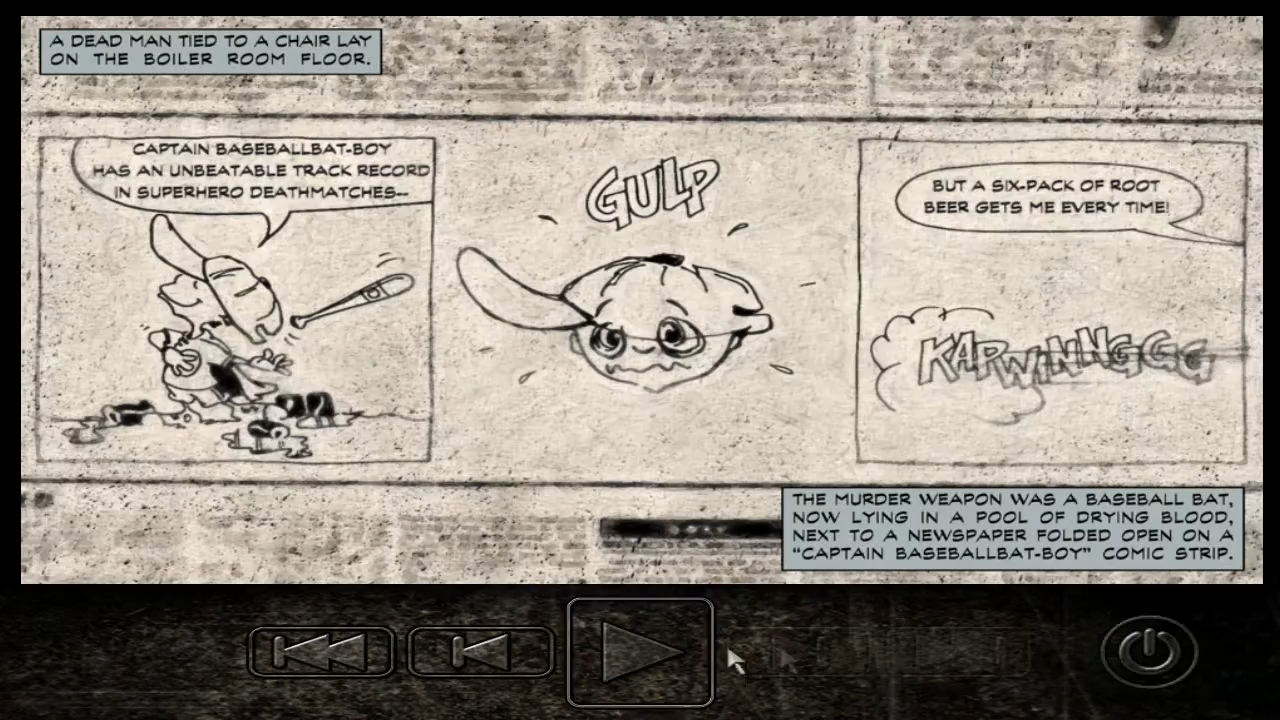 A DEAD MAN TIED TO A CHAIR LAY
ON THE BOILER ROOM FLOOR.
CAPTAIN BASEBALLBAT-BOY
HAS AN UNBEATABLE TRACK RECORD
IN SUPERHERO DEATHMATCHES--
GULP
BUT A SIX-PACK OF ROOT
BEER GETS ME EVERY TIME!
KAPWINNGGG
THE MURDER WEAPON WAS A BASEBALL BAT,
NOW LYING IN A POOL OF DRYING BLOOD,
NEXT TO A NEWSPAPER FOLDED OPEN ON A
“CAPTAIN BASEBALLBAT-BOY” COMIC STRIP.